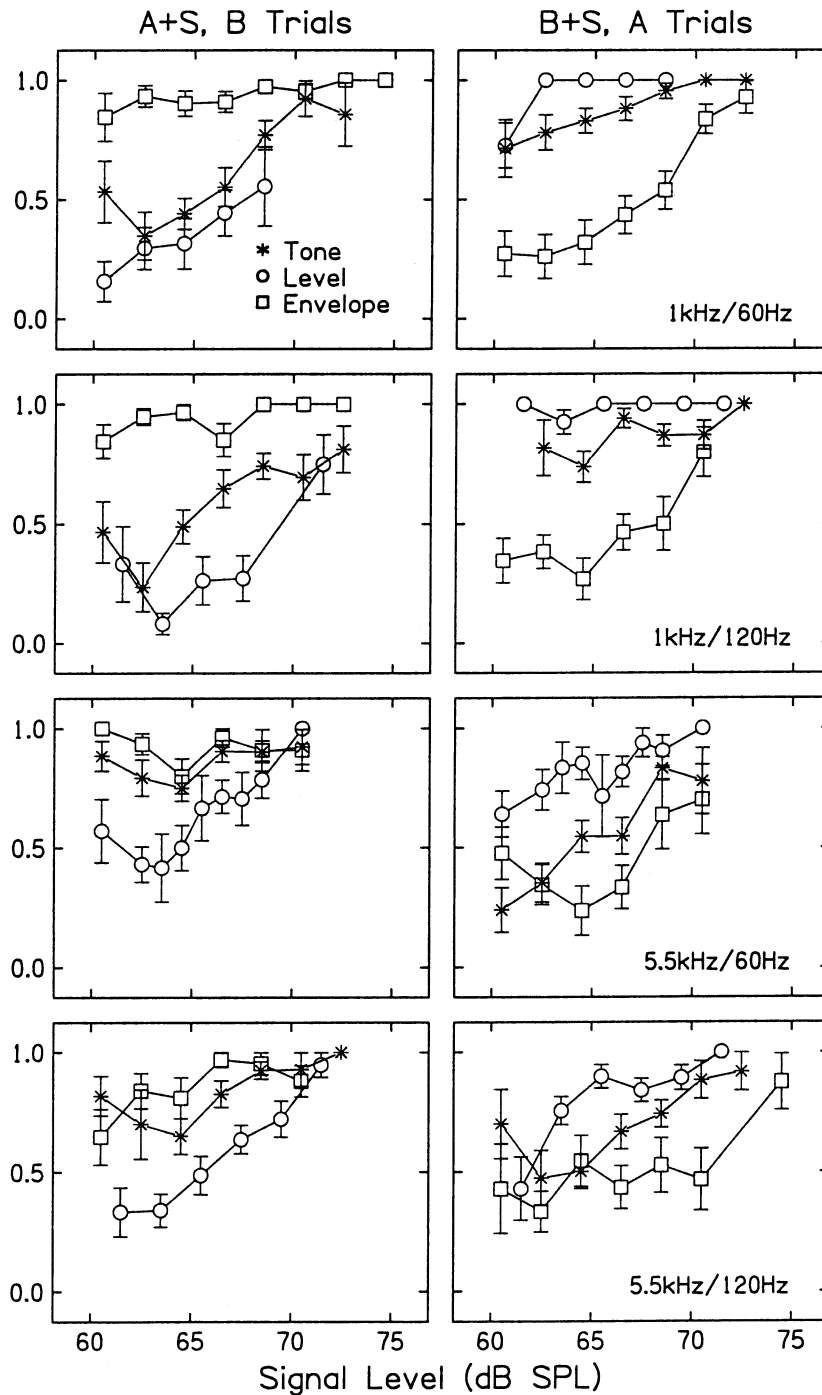 A+S, B Trials B+S, A Trials
1.0
0.5
0.0
* Tone
○ Level
□ Envelope
1kHz/60Hz
1.0
0.5
0.0
1kHz/120Hz
1.0
0.5
0.0
5.5kHz/60Hz
1.0
0.5
0.0
5.5kHz/120Hz
60 65 70 75 60 65 70 75
Signal Level (dB SPL)